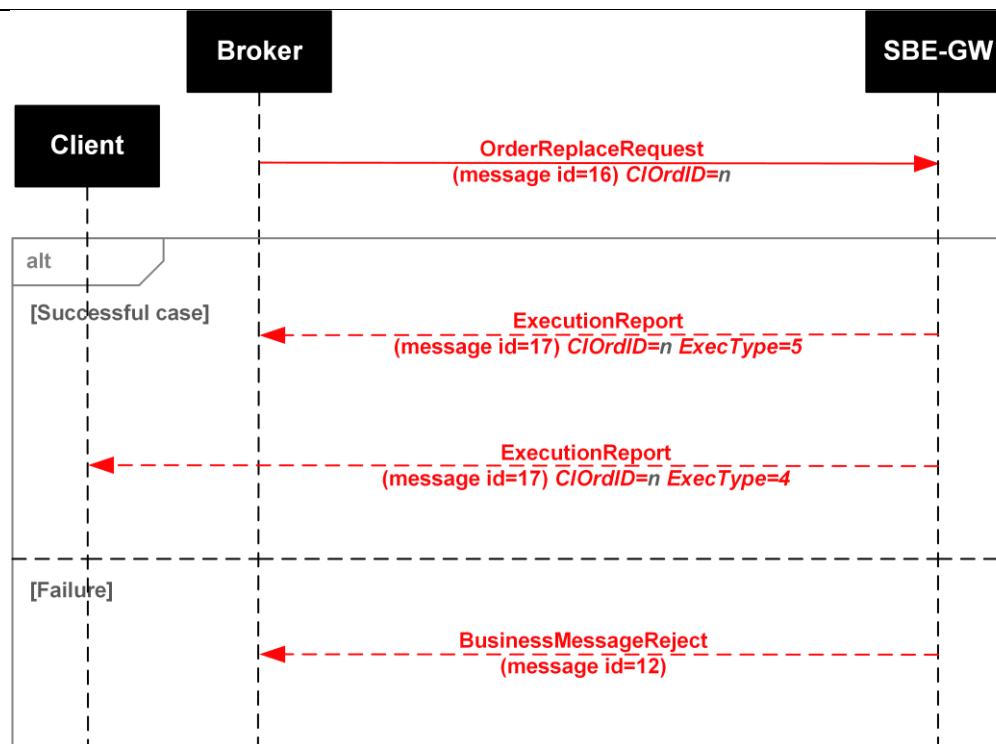 Broker
SBE-GW
Client
OrderReplaceRequest
(message id=16) ClOrdID=n
alt
[Successful case]
ExecutionReport
(message id=17) ClOrdID=n ExecType=5
ExecutionReport
(message id=17) ClOrdID=n ExecType=4
[Failure]
BusinessMessageReject
(message id=12)